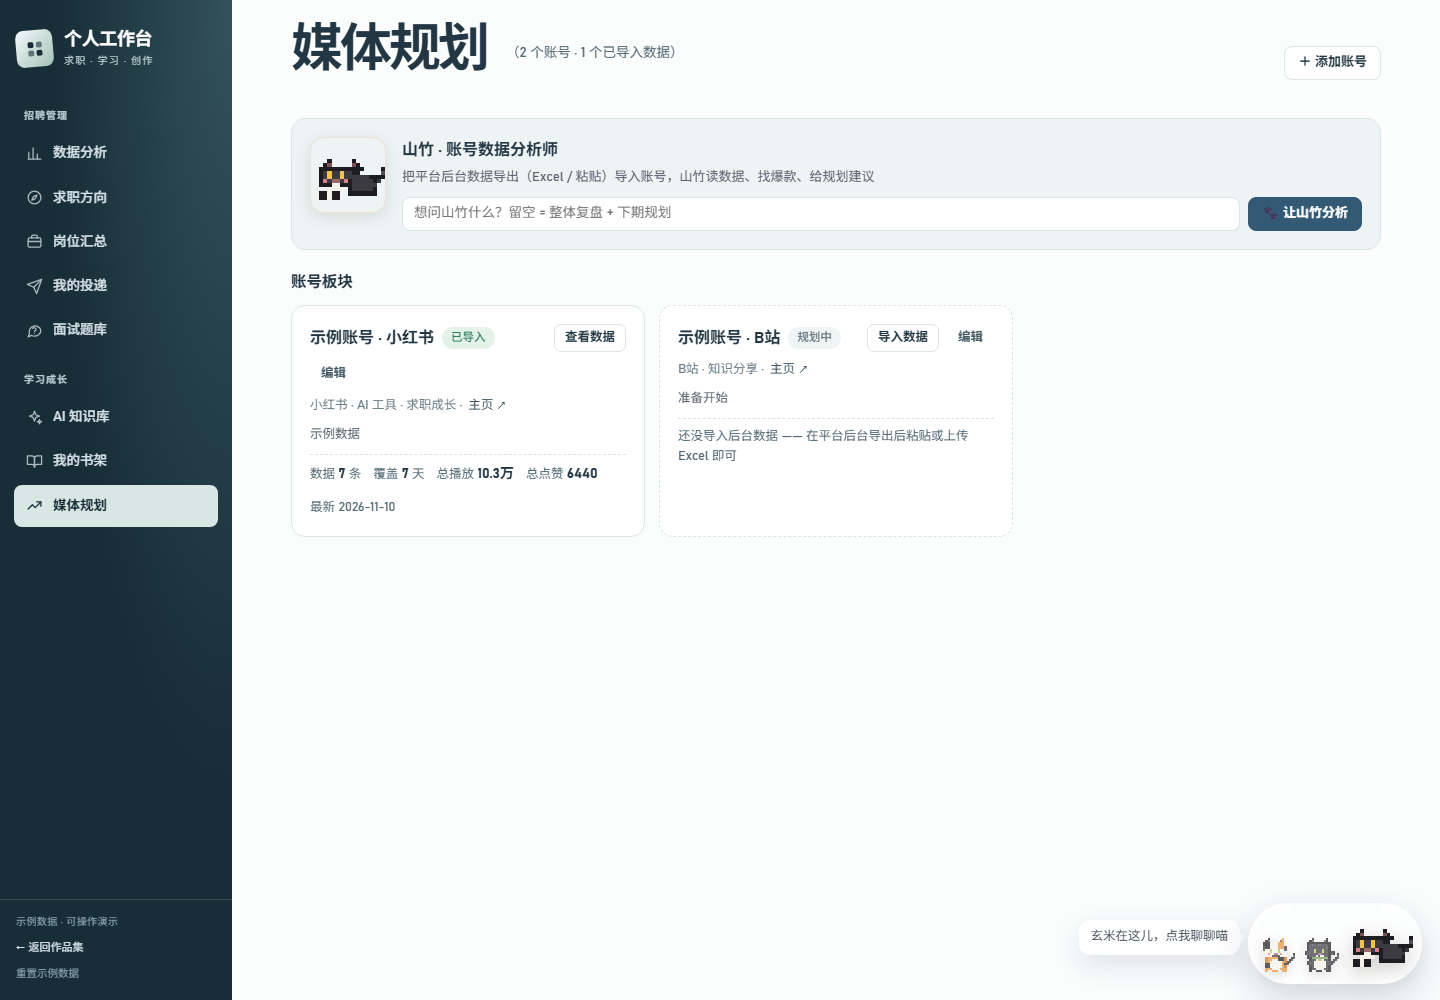 个人工作台
求职 · 学习 · 创作
招聘管理
数据分析
求职方向
岗位汇总
我的投递
面试题库
学习成长
AI 知识库
我的书架
媒体规划
示例数据 · 可操作演示
← 返回作品集
重置示例数据
媒体规划
（2 个账号 · 1 个已导入数据）
＋ 添加账号
山竹 · 账号数据分析师
把平台后台数据导出（Excel / 粘贴）导入账号，山竹读数据、找爆款、给规划建议
想问山竹什么？留空 = 整体复盘 + 下期规划
让山竹分析
账号板块
示例账号 · 小红书
已导入
查看数据
编辑
小红书 · AI 工具 · 求职成长 · 主页 ↗
示例数据
数据 7 条 覆盖 7 天 总播放 10.3万 总点赞 6440
最新 2026-11-10
示例账号 · B站
规划中
导入数据
编辑
B站 · 知识分享 · 主页 ↗
准备开始
还没导入后台数据 —— 在平台后台导出后粘贴或上传
Excel 即可
玄米在这儿，点我聊聊喵